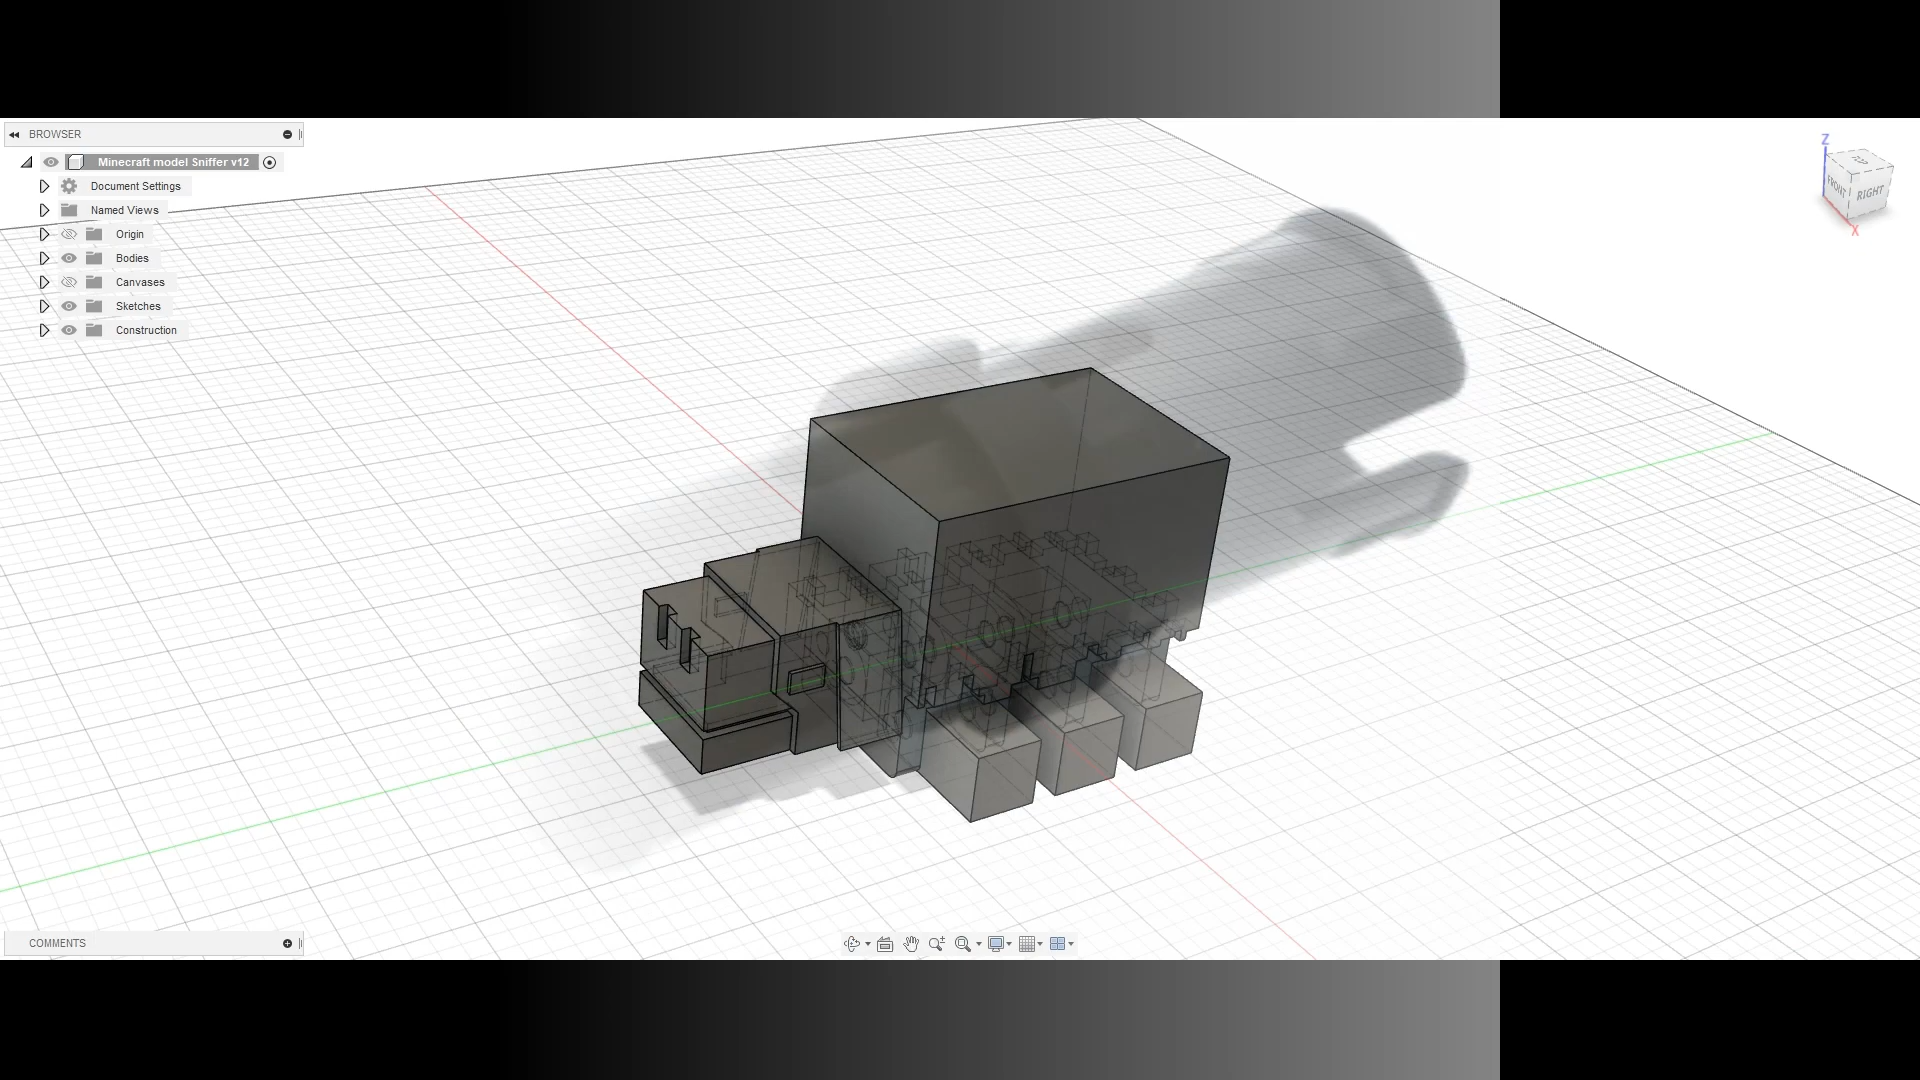 BROWSER
Minecraft model Sniffer v12
Document Settings
Named Views
Origin
Bodies
Canvases
Sketches
Construction
COMMENTS
Z
FRONT
RIGHT
X